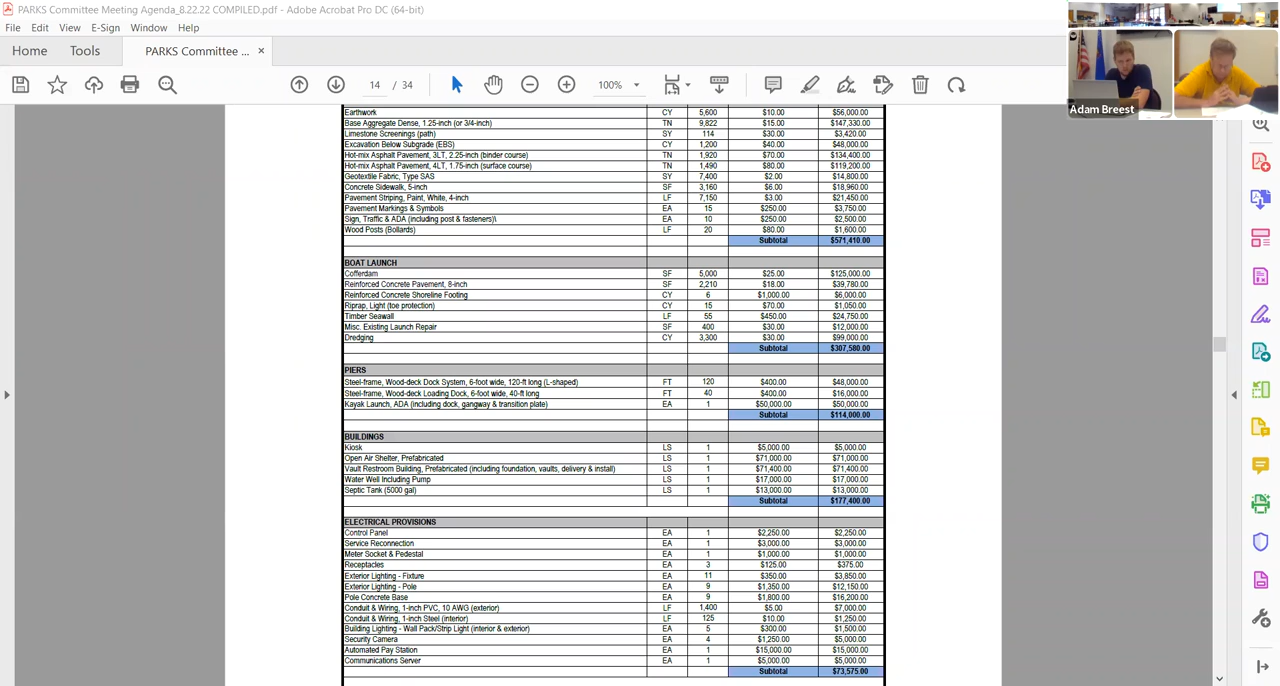 PARKS Committee Meeting Agenda_8.22.22 COMPILED.pdf - Adobe Acrobat Pro DC (64-bit)
File Edit View E-Sign Window Help
Home Tools PARKS Committee ... ×
14 / 34 100%
Adam Breest
Earthwork CY 5,600 $10.00 $56,000.00
Base Aggregate Dense, 1.25-inch (or 3/4-inch) TN 9,822 $15.00 $147,330.00
Limestone Screenings (path) SY 114 $30.00 $3,420.00
Excavation Below Subgrade (EBS) CY 1,200 $40.00 $48,000.00
Hot-mix Asphalt Pavement, 3LT, 2.25-inch (binder course) TN 1,920 $70.00 $134,400.00
Hot-mix Asphalt Pavement, 4LT, 1.75-inch (surface course) TN 1,490 $80.00 $119,200.00
Geotextile Fabric, Type SAS SY 7,400 $2.00 $14,800.00
Concrete Sidewalk, 5-inch SF 3,160 $6.00 $18,960.00
Pavement Striping, Paint, White, 4-inch LF 7,150 $3.00 $21,450.00
Pavement Markings & Symbols EA 15 $250.00 $3,750.00
Sign, Traffic & ADA (including post & fasteners)\ EA 10 $250.00 $2,500.00
Wood Posts (Bollards) LF 20 $80.00 $1,600.00
Subtotal $571,410.00
BOAT LAUNCH
Cofferdam SF 5,000 $25.00 $125,000.00
Reinforced Concrete Pavement, 8-inch SF 2,210 $18.00 $39,780.00
Reinforced Concrete Shoreline Footing CY 6 $1,000.00 $6,000.00
Riprap, Light (toe protection) CY 15 $70.00 $1,050.00
Timber Seawall LF 55 $450.00 $24,750.00
Misc. Existing Launch Repair SF 400 $30.00 $12,000.00
Dredging CY 3,300 $30.00 $99,000.00
Subtotal $307,580.00
PIERS
Steel-frame, Wood-deck Dock System, 6-foot wide, 120-ft long (L-shaped) FT 120 $400.00 $48,000.00
Steel-frame, Wood-deck Loading Dock, 6-foot wide, 40-ft long FT 40 $400.00 $16,000.00
Kayak Launch, ADA (including dock, gangway & transition plate) EA 1 $50,000.00 $50,000.00
Subtotal $114,000.00
BUILDINGS
Kiosk LS 1 $5,000.00 $5,000.00
Open Air Shelter, Prefabricated LS 1 $71,000.00 $71,000.00
Vault Restroom Building, Prefabricated (including foundation, vaults, delivery & install) LS 1 $71,400.00 $71,400.00
Water Well Including Pump LS 1 $17,000.00 $17,000.00
Septic Tank (5000 gal) LS 1 $13,000.00 $13,000.00
Subtotal $177,400.00
ELECTRICAL PROVISIONS
Control Panel EA 1 $2,250.00 $2,250.00
Service Reconnection EA 1 $3,000.00 $3,000.00
Meter Socket & Pedestal EA 1 $1,000.00 $1,000.00
Receptacles EA 3 $125.00 $375.00
Exterior Lighting - Fixture EA 11 $350.00 $3,850.00
Exterior Lighting - Pole EA 9 $1,350.00 $12,150.00
Pole Concrete Base EA 9 $1,800.00 $16,200.00
Conduit & Wiring, 1-inch PVC, 10 AWG (exterior) LF 1,400 $5.00 $7,000.00
Conduit & Wiring, 1-inch Steel (interior) LF 125 $10.00 $1,250.00
Building Lighting - Wall Pack/Strip Light (interior & exterior) EA 5 $300.00 $1,500.00
Security Camera EA 4 $1,250.00 $5,000.00
Automated Pay Station EA 1 $15,000.00 $15,000.00
Communications Server EA 1 $5,000.00 $5,000.00
Subtotal $73,575.00